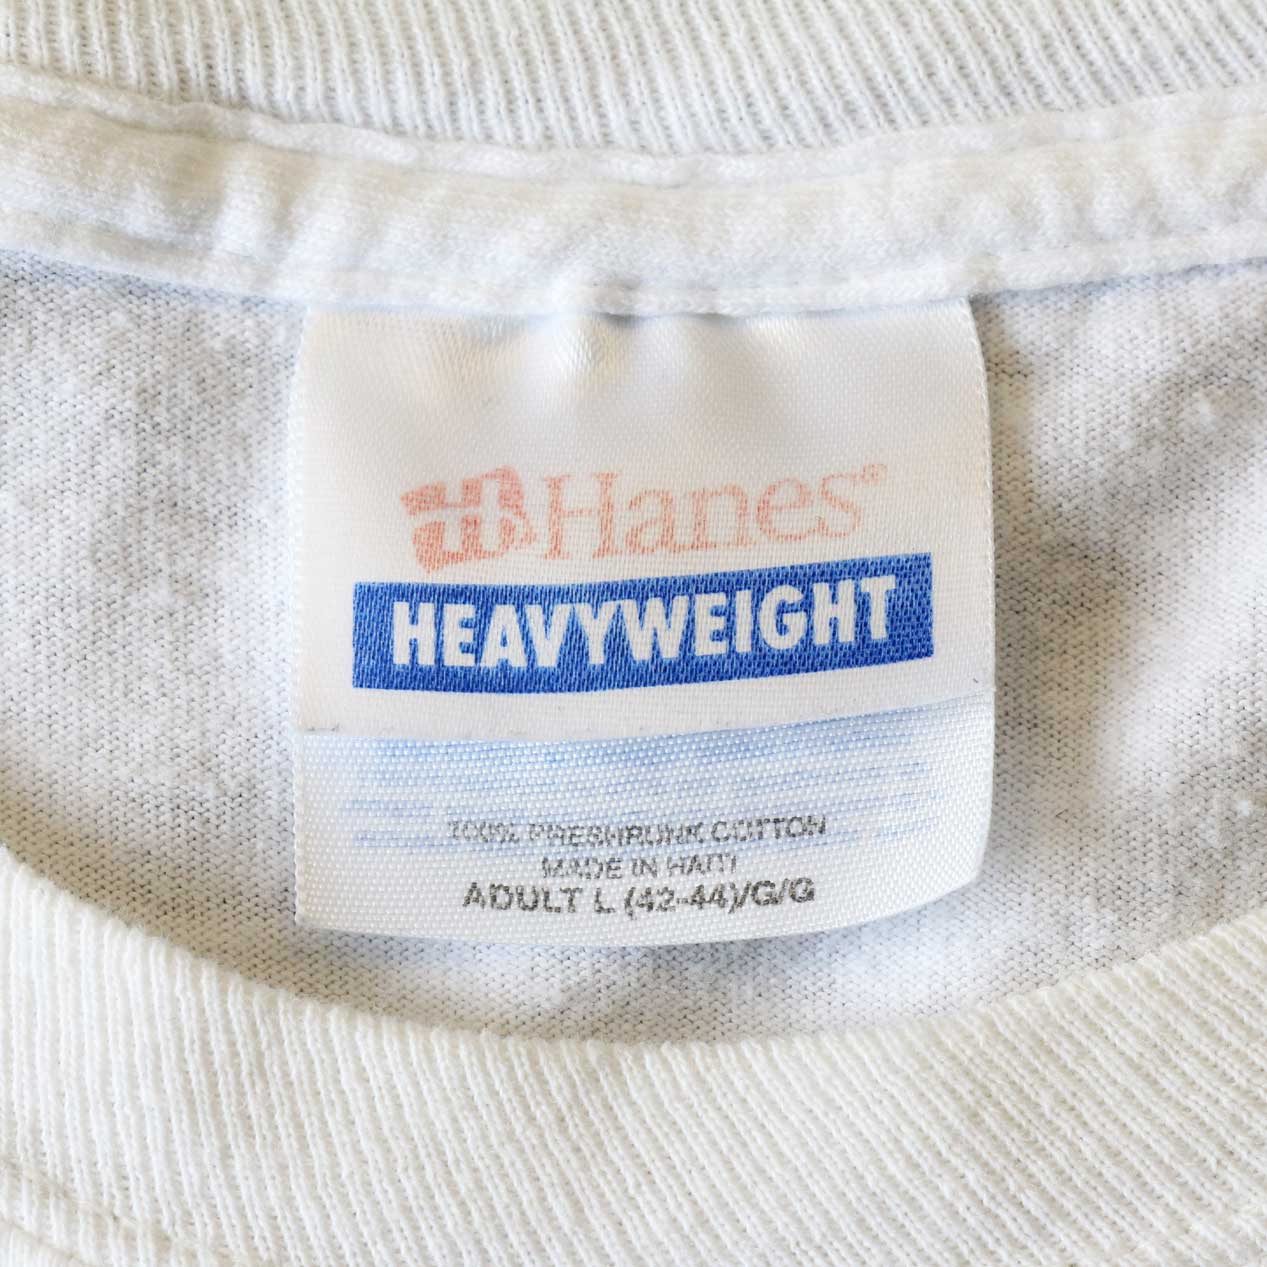 H
Hanes®
HEAVYWEIGHT
100% PRESHRUNK COTTON
MADE IN HAITI
ADULT L (42-44)/G/G